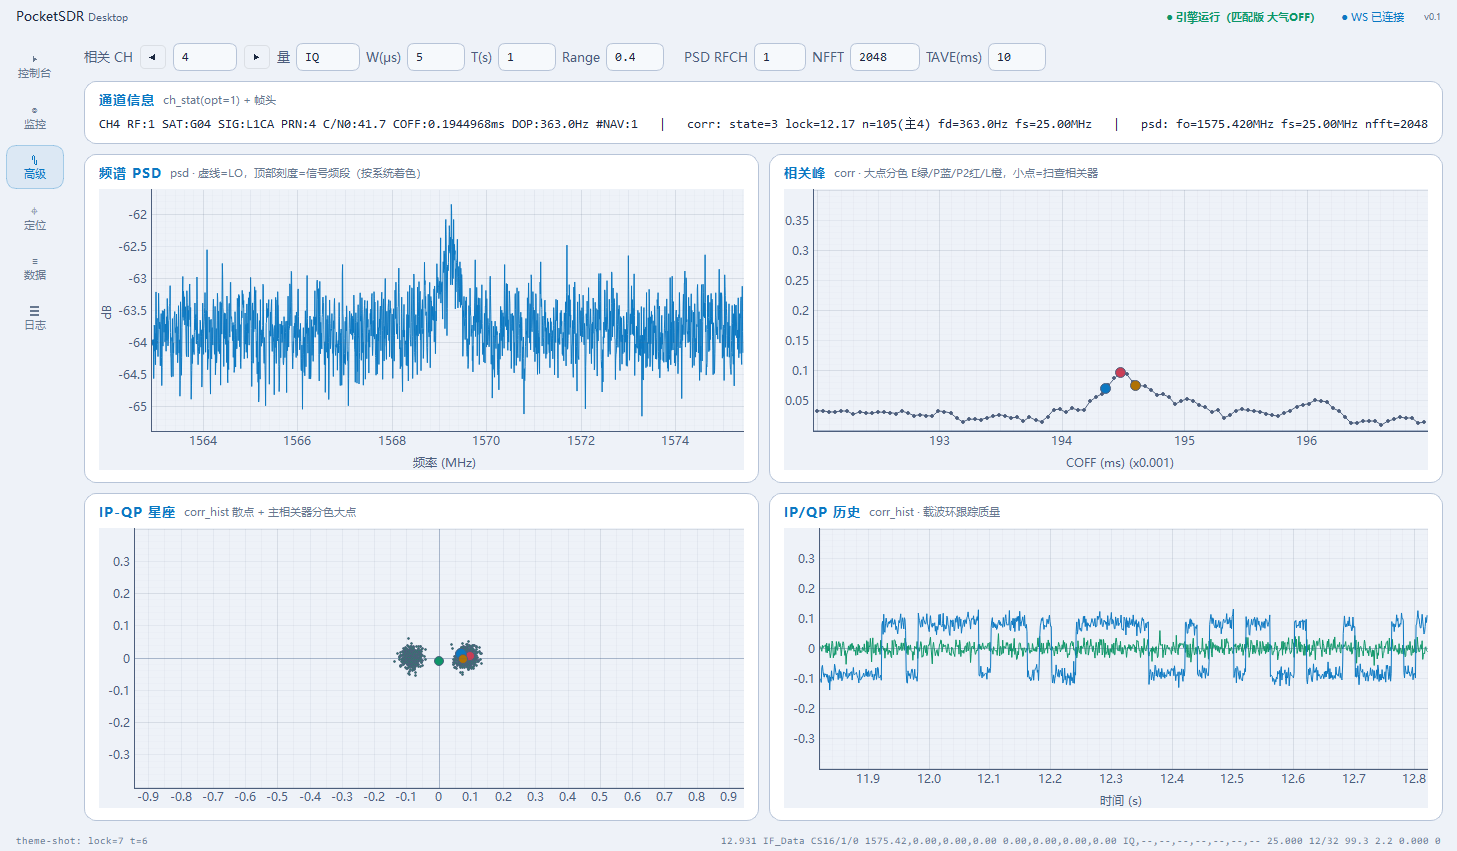 PocketSDR Desktop
● 引擎运行（匹配版 大气OFF） ● WS 已连接 v0.1
控制台
监控
高级
定位
数据
日志
相关 CH ◄ 4 ► 量 IQ W(μs) 5 T(s) 1 Range 0.4 PSD RFCH 1 NFFT 2048 TAVE(ms) 10
通道信息 ch_stat(opt=1) + 帧头
CH4 RF:1 SAT:G04 SIG:L1CA PRN:4 C/N0:41.7 COFF:0.1944968ms DOP:363.0Hz #NAV:1 | corr: state=3 lock=12.17 n=105(主4) fd=363.0Hz fs=25.00MHz | psd: fo=1575.420MHz fs=25.00MHz nfft=2048
频谱 PSD psd · 虚线=LO，顶部刻度=信号频段（按系统着色）
-62
-62.5
-63
-63.5
-64
-64.5
-65
dB
1564 1566 1568 1570 1572 1574
频率 (MHz)
相关峰 corr · 大点分色 E绿/P蓝/P2红/L橙，小点=扫查相关器
0.35
0.3
0.25
0.2
0.15
0.1
0.05
193 194 195 196
COFF (ms) (x0.001)
IP-QP 星座 corr_hist 散点 + 主相关器分色大点
0.3
0.2
0.1
0
-0.1
-0.2
-0.3
-0.9 -0.8 -0.7 -0.6 -0.5 -0.4 -0.3 -0.2 -0.1 0 0.1 0.2 0.3 0.4 0.5 0.6 0.7 0.8 0.9
IP/QP 历史 corr_hist · 载波环跟踪质量
0.3
0.2
0.1
0
-0.1
-0.2
-0.3
11.9 12.0 12.1 12.2 12.3 12.4 12.5 12.6 12.7 12.8
时间 (s)
theme-shot: lock=7 t=6
12.931 IF_Data CS16/1/0 1575.42,0.00,0.00,0.00 0.00,0.00,0.00,0.00 IQ,--,--,--,--,--,--,-- 25.000 12/32 99.3 2.2 0.000 0